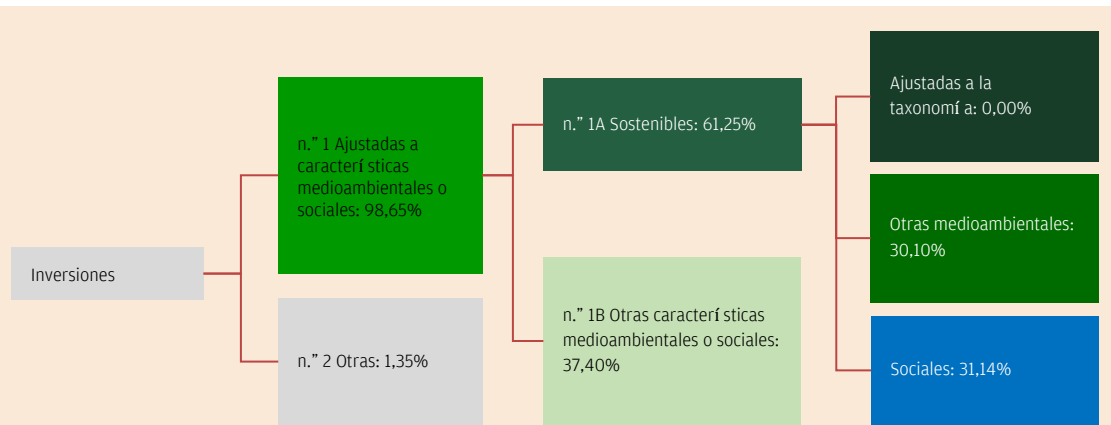 Inversiones
n.” 1 Ajustadas a
caracterí sticas
medioambientales o
sociales: 98,65%
n.” 2 Otras: 1,35%
n.” 1A Sostenibles: 61,25%
n.” 1B Otras caracterí sticas
medioambientales o sociales:
37,40%
Ajustadas a la
taxonomí a: 0,00%
Otras medioambientales:
30,10%
Sociales: 31,14%